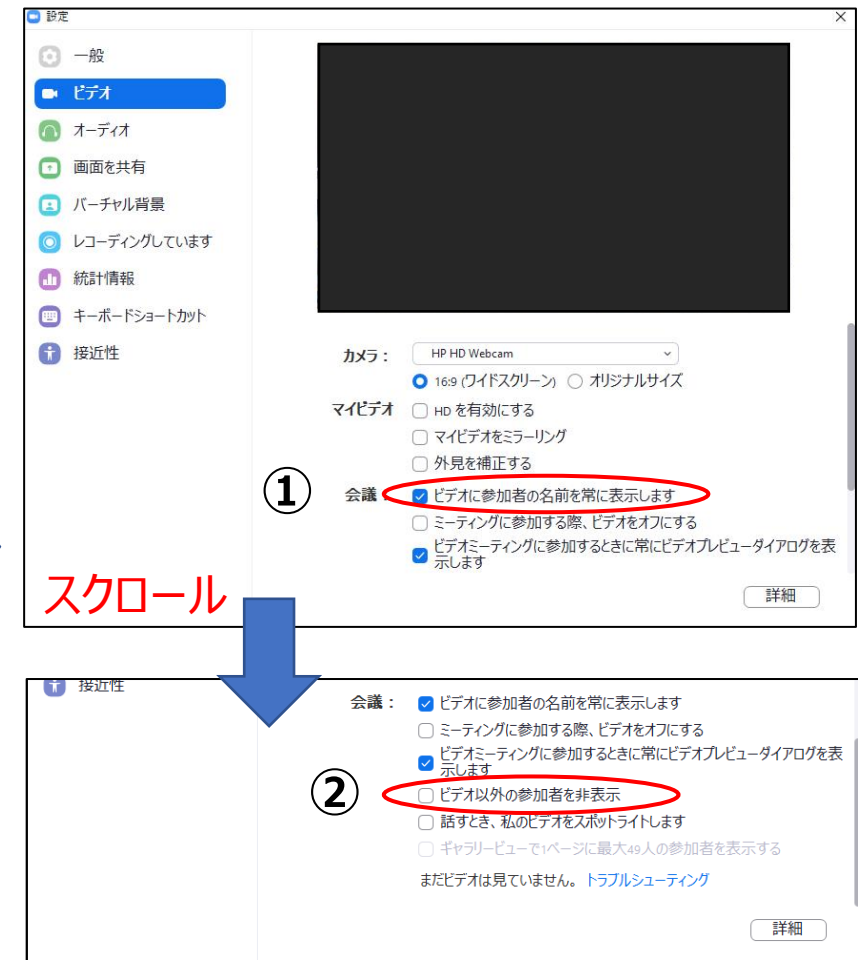 設定
一般
ビデオ
オーディオ
画面を共有
バーチャル背景
レコーディングしています
統計情報
キーボードショートカット
接近性
カメラ：
HP HD Webcam
16:9 (ワイドスクリーン) オリジナルサイズ
マイビデオ
HD を有効にする
マイビデオをミラーリング
外見を補正する
①
会議：
ビデオに参加者の名前を常に表示します
ミーティングに参加する際、ビデオをオフにする
ビデオミーティングに参加するときに常にビデオプレビューダイアログを表
示します
詳細
スクロール
接近性
会議：
ビデオに参加者の名前を常に表示します
ミーティングに参加する際、ビデオをオフにする
ビデオミーティングに参加するときに常にビデオプレビューダイアログを表
示します
②
ビデオ以外の参加者を非表示
話すとき、私のビデオをスポットライトします
ギャラリービューで1ページに最大49人の参加者を表示する
まだビデオは見ていません。 トラブルシューティング
詳細